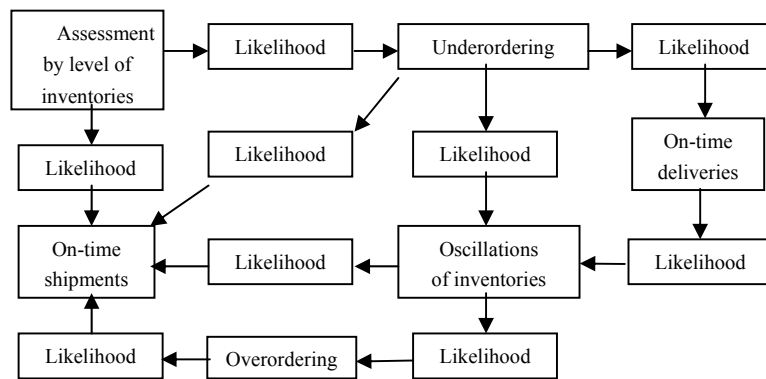 Assessment
by level of
inventories
Likelihood
Underordering
Likelihood
Likelihood
Likelihood
Likelihood
On-time
deliveries
Likelihood
On-time
shipments
Likelihood
Oscillations
of inventories
Likelihood
Likelihood
Overordering
Likelihood